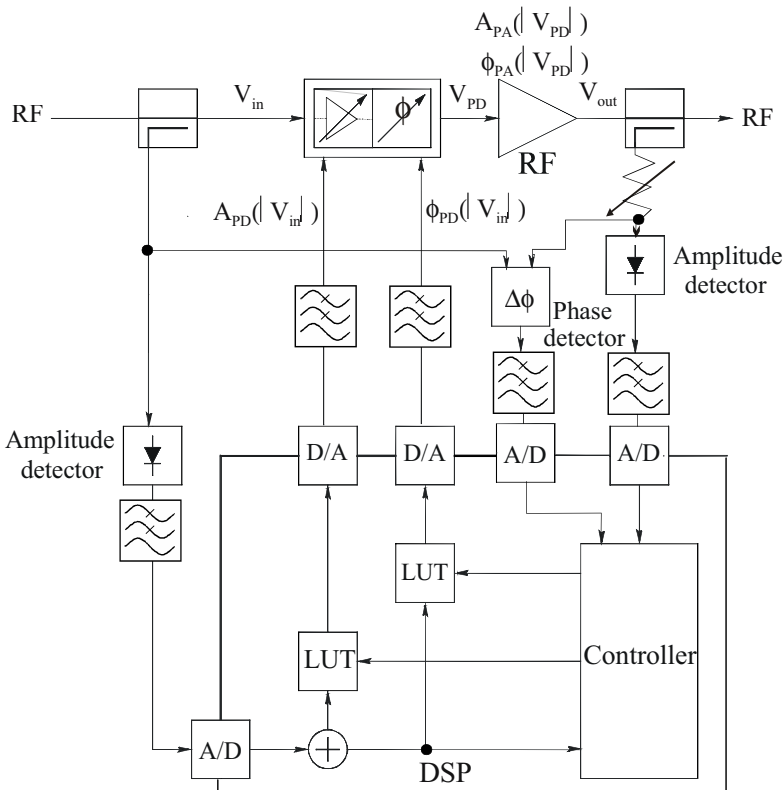 A_PA(|V_PD|)
ϕ_PA(|V_PD|)
RF
V_in
ϕ
V_PD
V_out
RF
RF
A_PD(|V_in|)
ϕ_PD(|V_in|)
Amplitude
detector
Δϕ
Phase
detector
Amplitude
detector
D/A
D/A
A/D
A/D
LUT
LUT
Controller
A/D
DSP